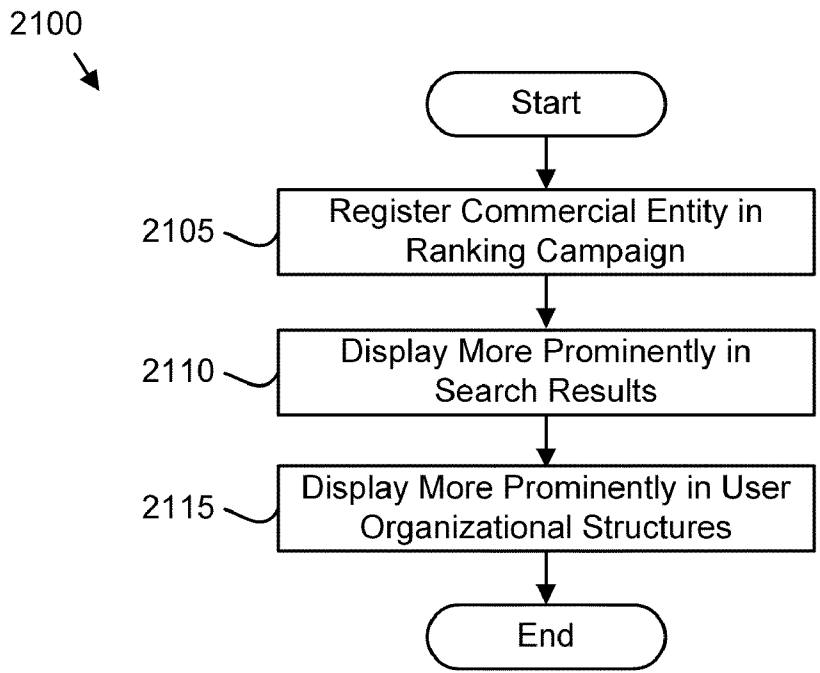 2100
Start
2105
Register Commercial Entity in
Ranking Campaign
2110
Display More Prominently in
Search Results
2115
Display More Prominently in User
Organizational Structures
End